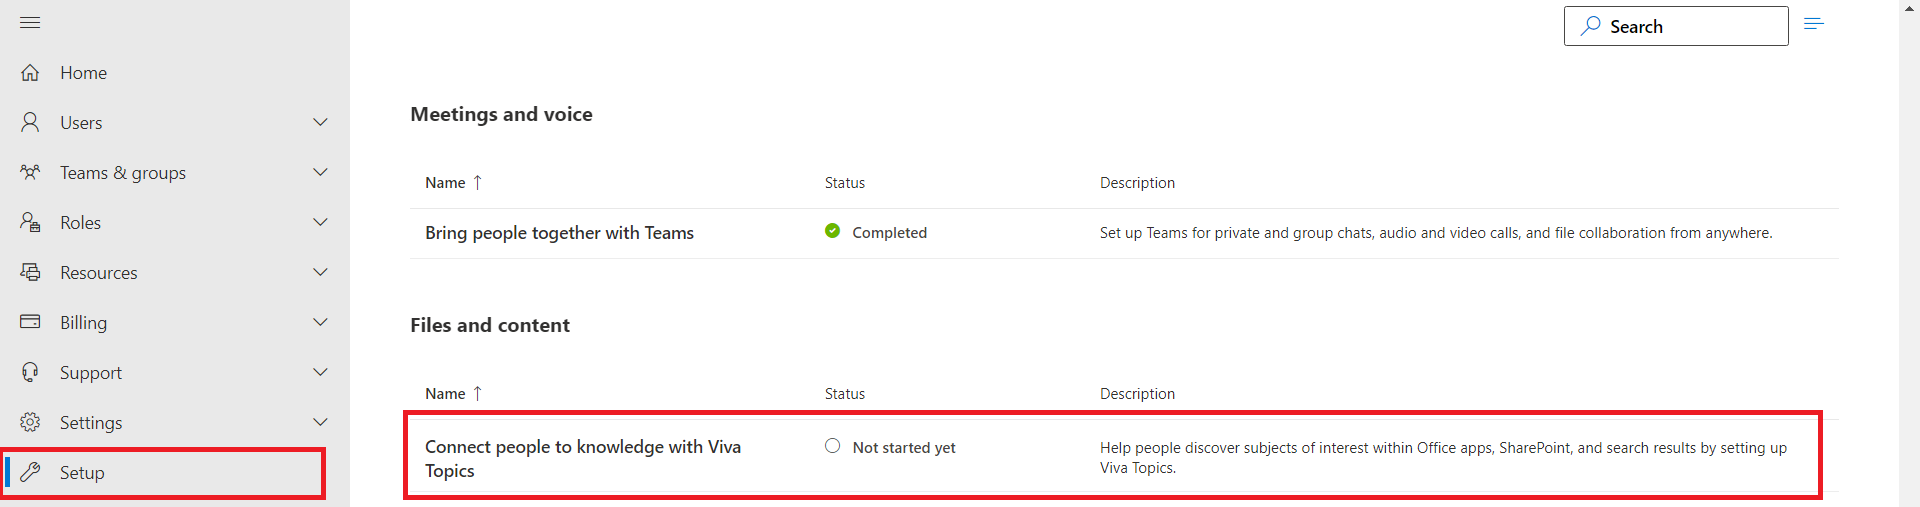 Search
Home
Users
Teams & groups
Roles
Resources
Billing
Support
Settings
Setup
Meetings and voice
Name ↑ Status Description
Bring people together with Teams Completed Set up Teams for private and group chats, audio and video calls, and file collaboration from anywhere.
Files and content
Name ↑ Status Description
Connect people to knowledge with Viva
Topics
Not started yet
Help people discover subjects of interest within Office apps, SharePoint, and search results by setting up
Viva Topics.